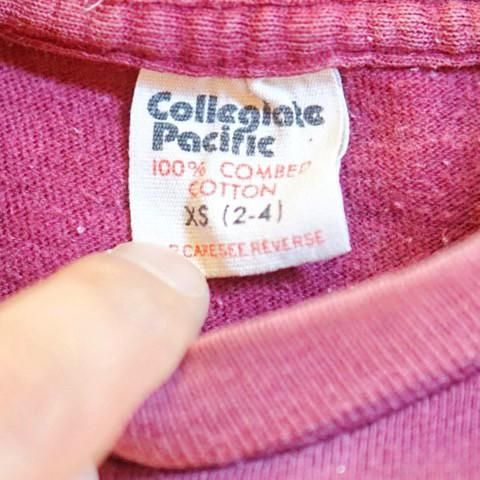 Collegiate
Pacific
100% COMBED
COTTON
XS (2-4)
CARE SEE REVERSE